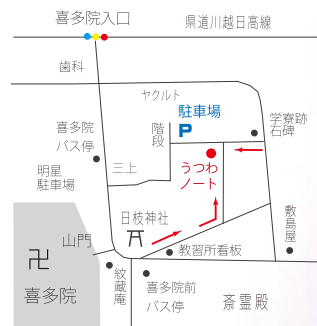 喜多院入口
県道川越日高線
歯科
ヤクルト
駐車場
P
階段
学寮跡
石碑
喜多院
バス停
三上
うつわ
ノート
明星
駐車場
日枝神社
敷島屋
山門
教習所看板
卍
喜多院
紋蔵庵
喜多院前
バス停
斎霊殿